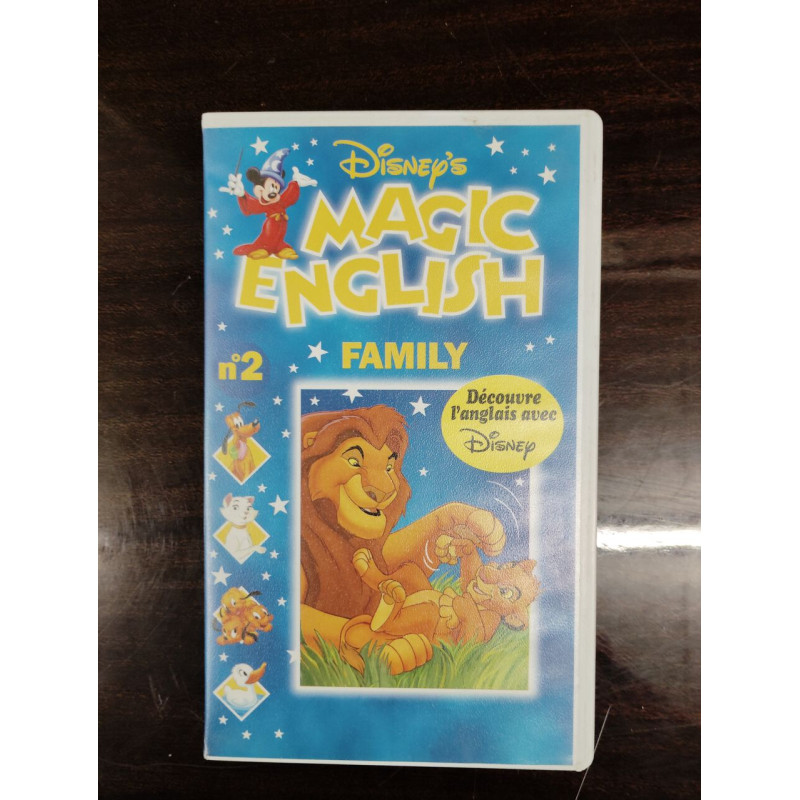 Disney's
MAGIC
ENGLISH
FAMILY
n°2
Découvre
l'anglais avec
Disney